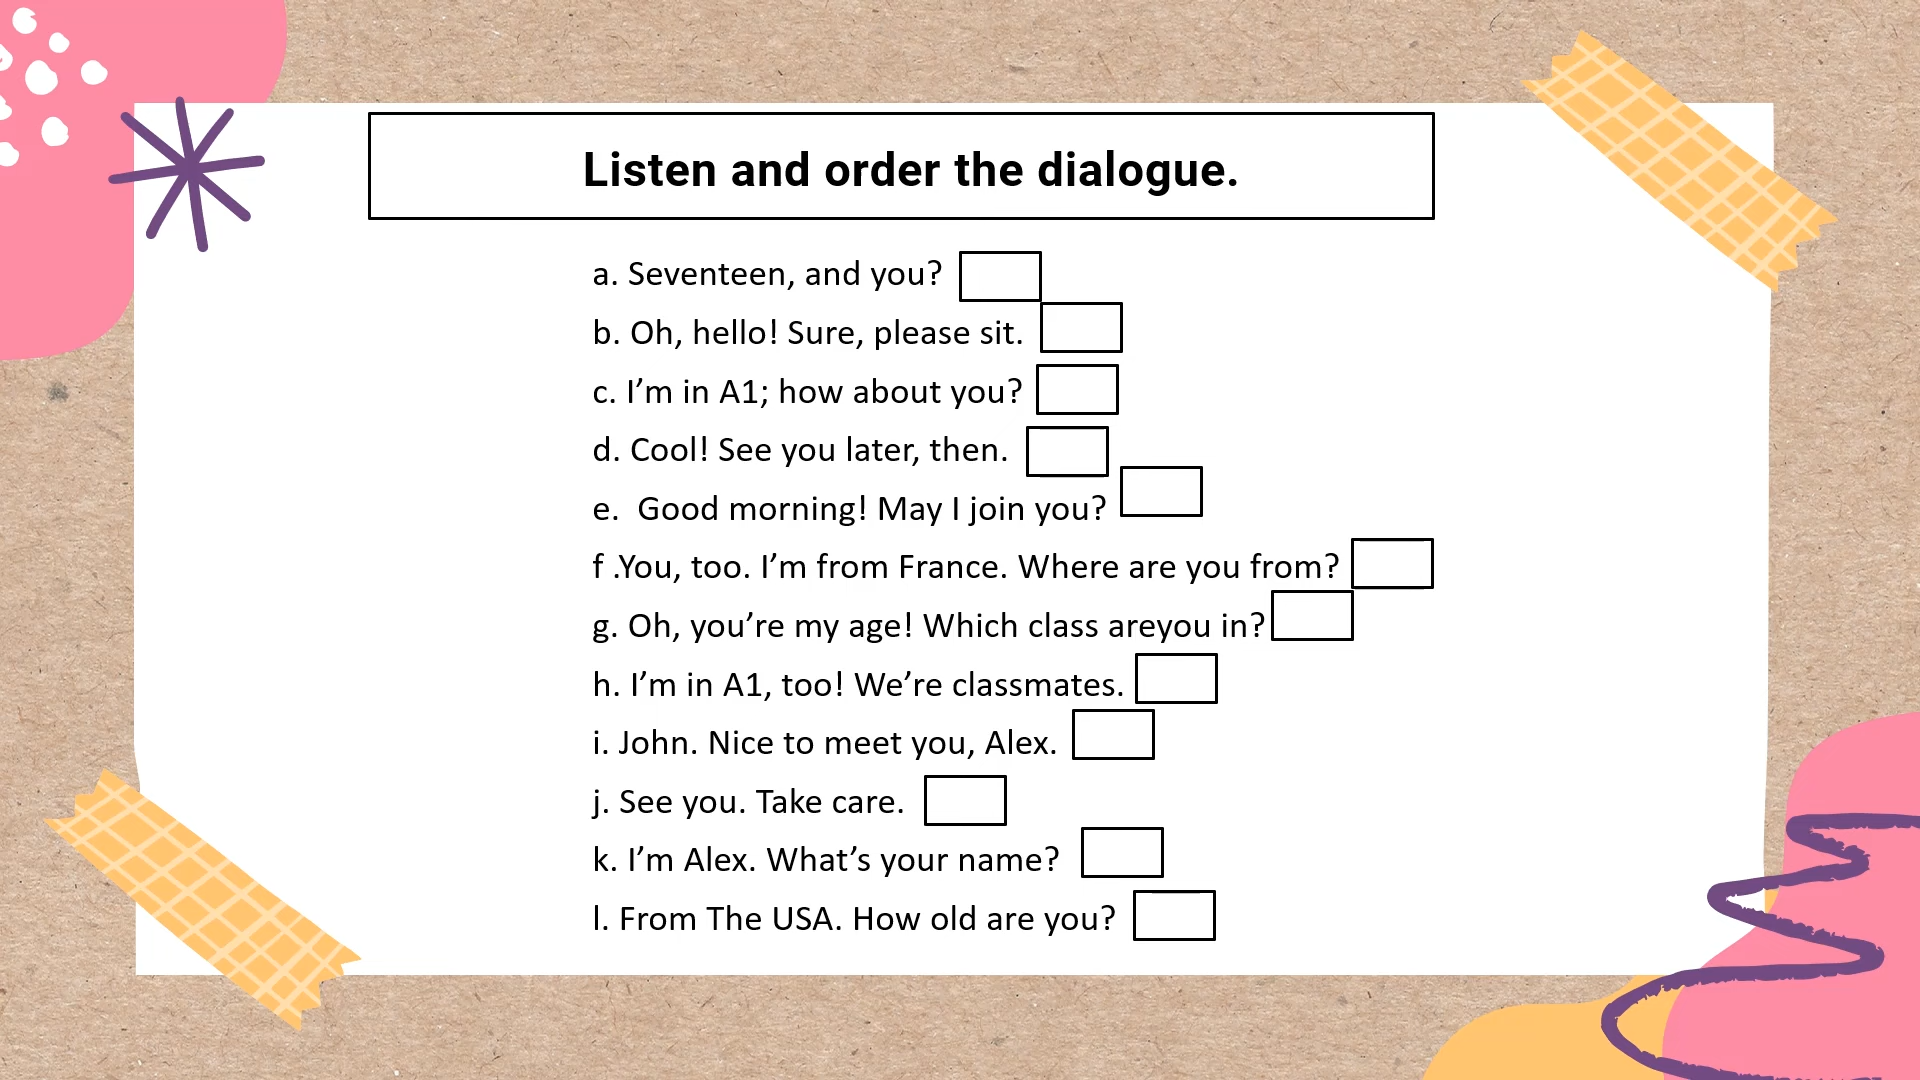 Listen and order the dialogue.
a. Seventeen, and you?
b. Oh, hello! Sure, please sit.
c. I’m in A1; how about you?
d. Cool! See you later, then.
e.  Good morning! May I join you?
f .You, too. I’m from France. Where are you from?
g. Oh, you’re my age! Which class areyou in?
h. I’m in A1, too! We’re classmates.
i. John. Nice to meet you, Alex.
j. See you. Take care.
k. I’m Alex. What’s your name?
l. From The USA. How old are you?